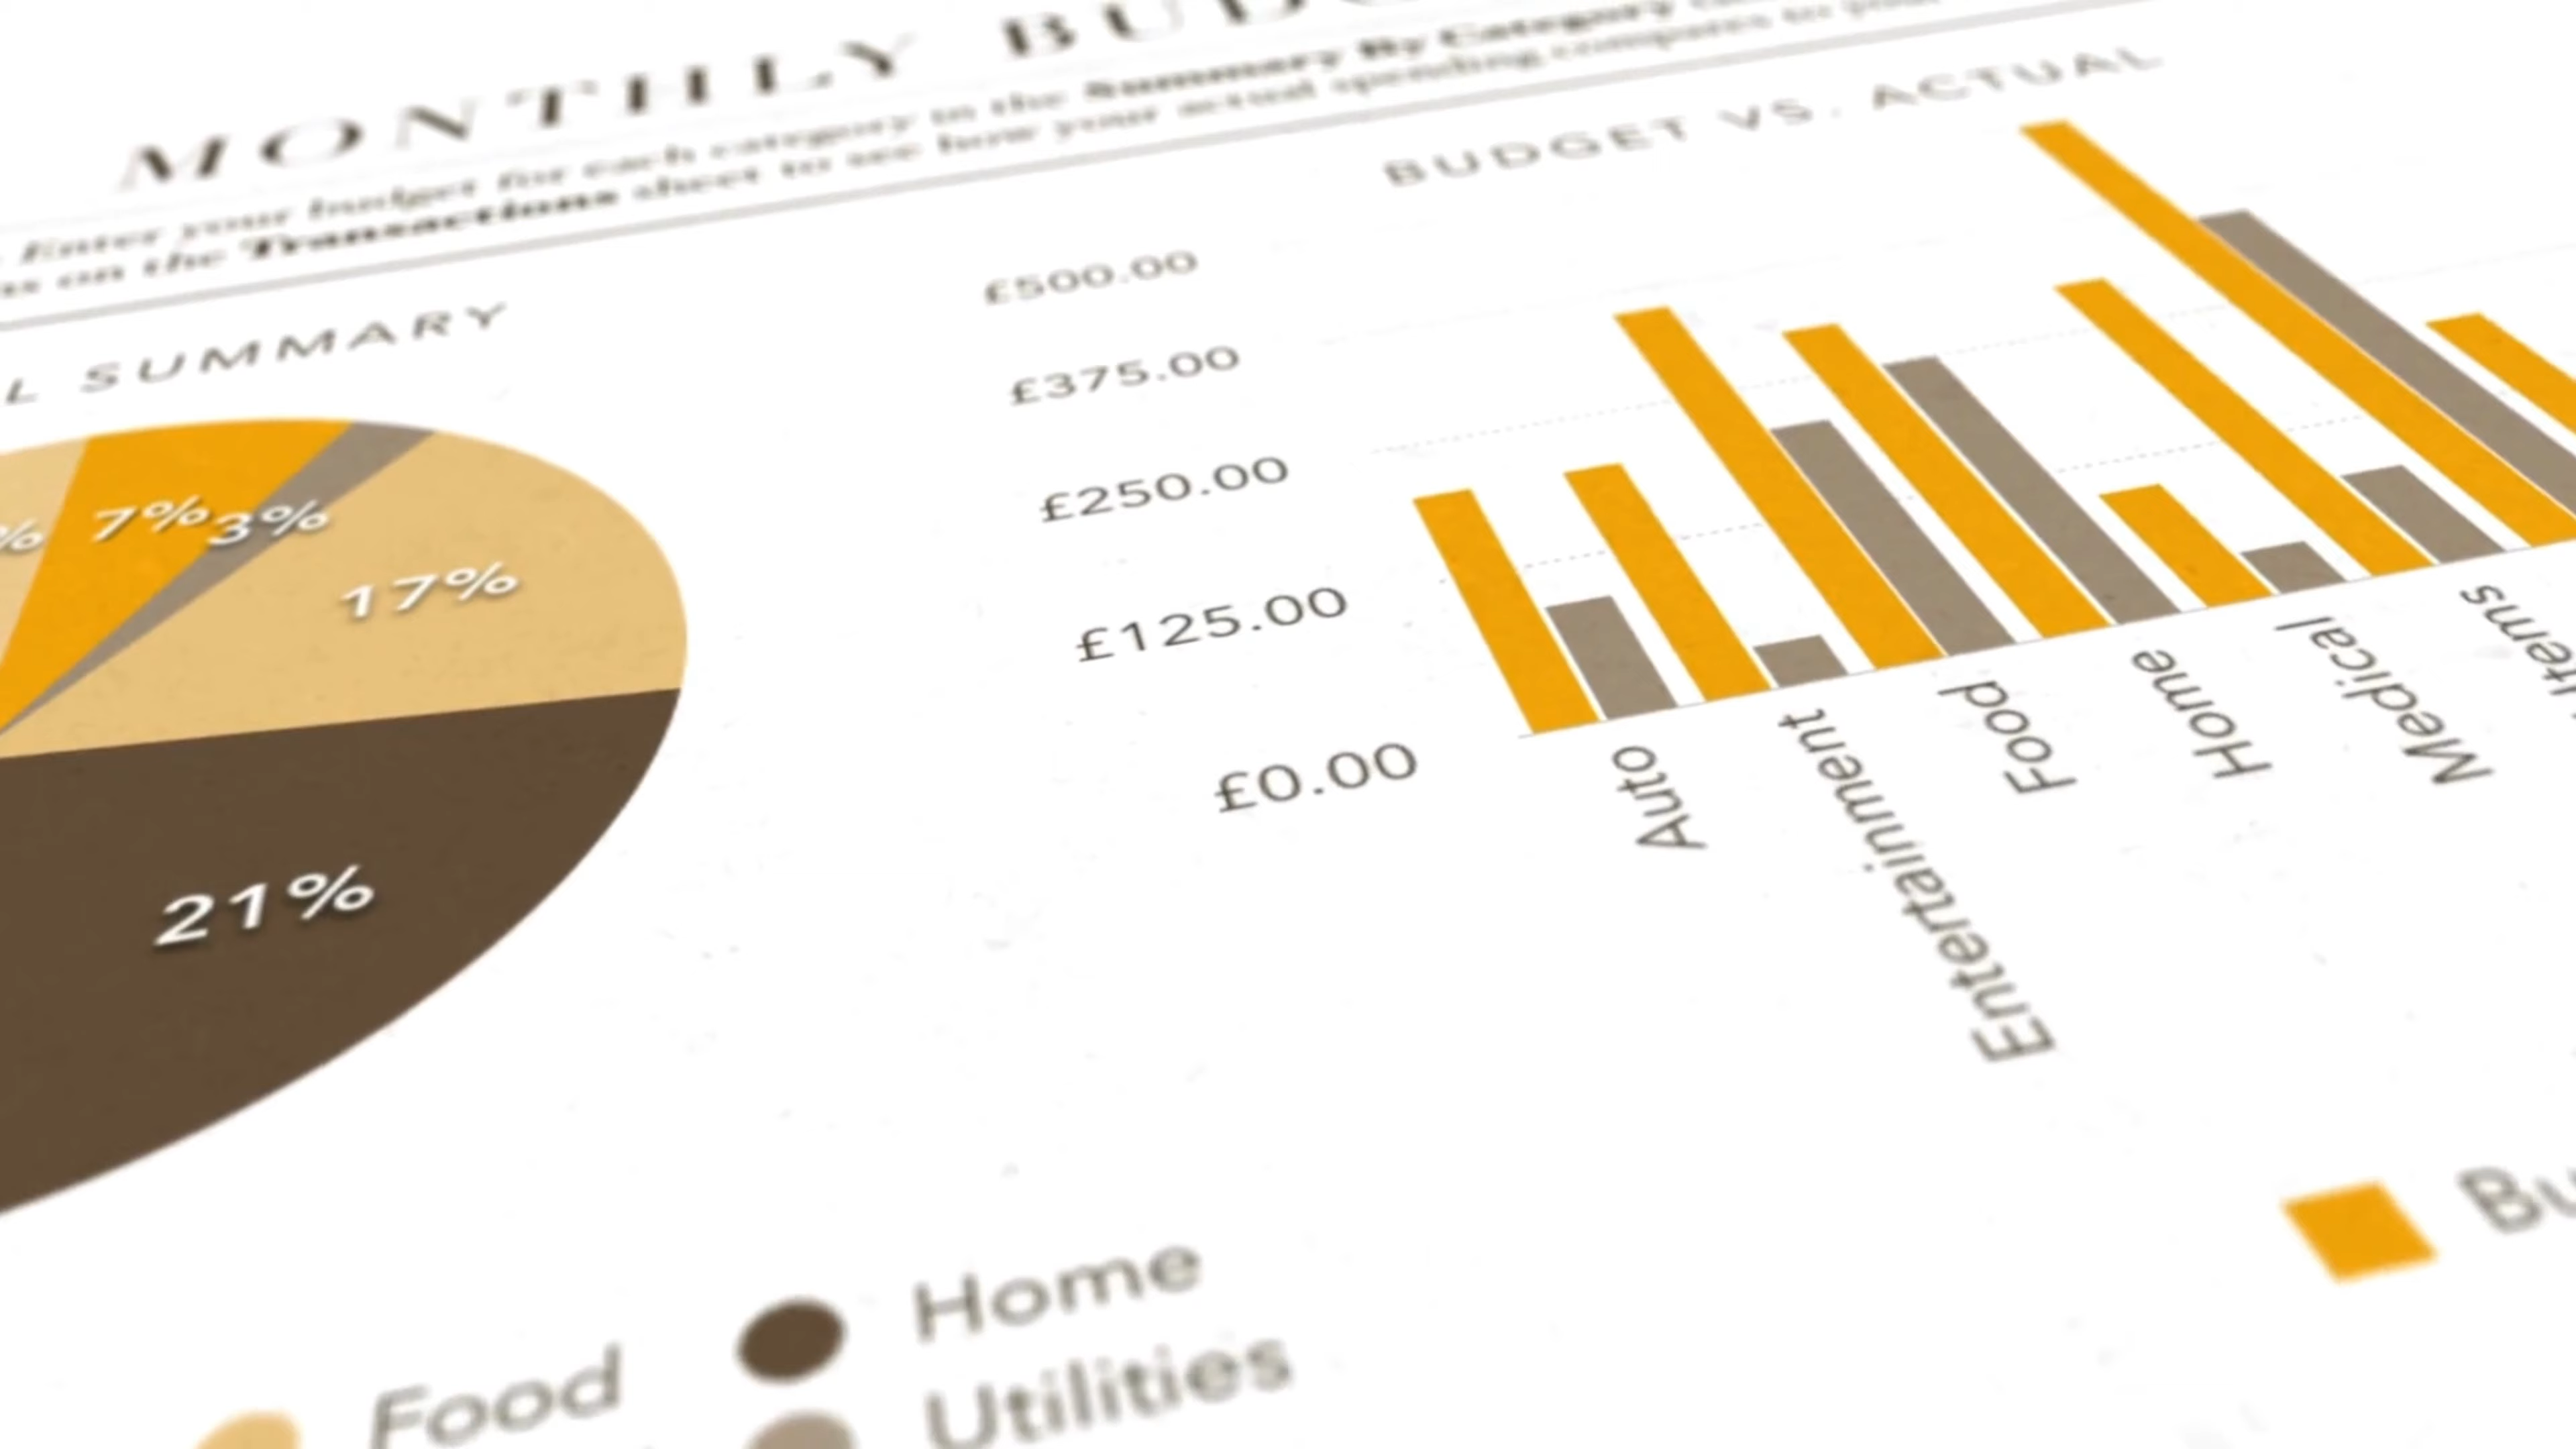 MONTHLY
Enter your budget for each category in the Summary By Category
on the Transactions sheet to see how your actual spending compares to your
SUMMARY
BUDGET VS. ACTUAL
£500.00
£375.00
£250.00
£125.00
£0.00
7%
3%
17%
21%
Auto
Entertainment
Food
Home
Medical
Home
Food
Utilities